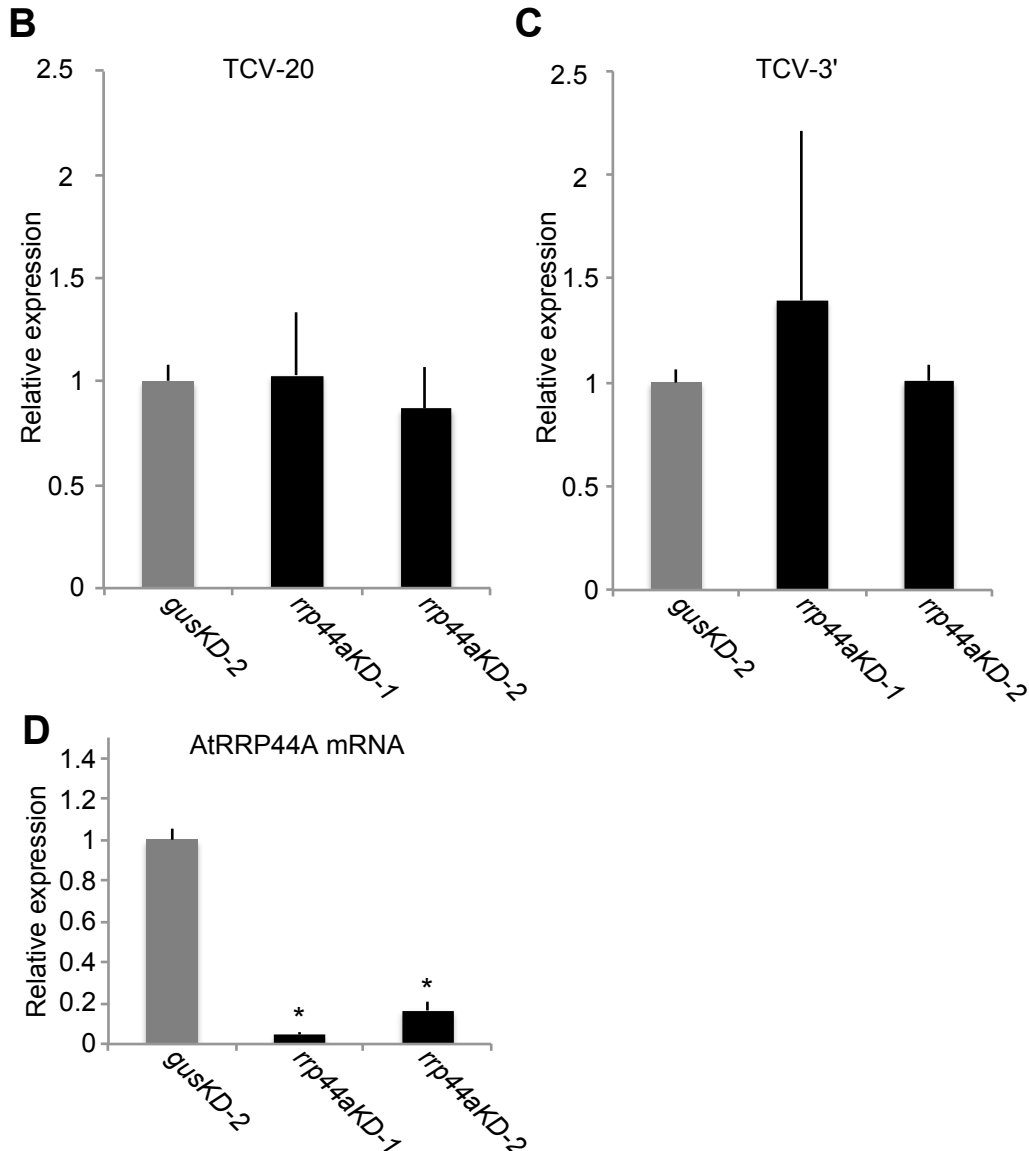 B
TCV-20
2.5
2
1.5
1
0.5
0
Relative expression
gusKD-2
rrp44aKD-1
rrp44aKD-2
C
TCV-3'
2.5
2
1.5
1
0.5
0
Relative expression
gusKD-2
rrp44aKD-1
rrp44aKD-2
D
AtRRP44A mRNA
1.4
1.2
1
0.8
0.6
0.4
0.2
0
Relative expression
*
*
gusKD-2
rrp44aKD-1
rrp44aKD-2